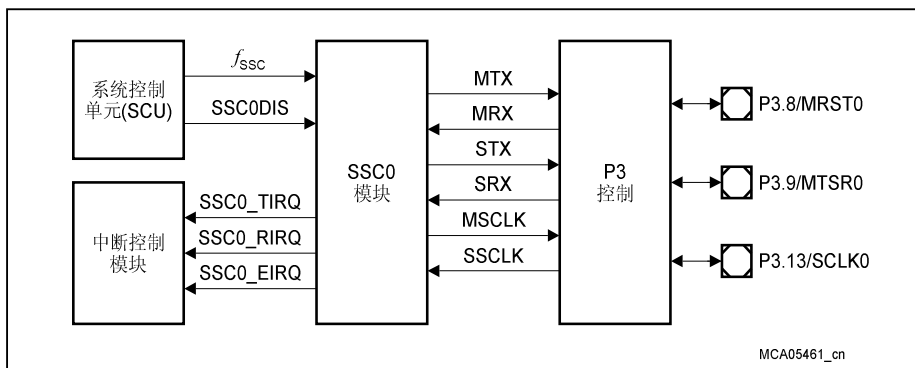 系统控制
单元(SCU)
fSSC
SSC0DIS
中断控制
模块
SSC0_TIRQ
SSC0_RIRQ
SSC0_EIRQ
SSC0
模块
MTX
MRX
STX
SRX
MSCLK
SSCLK
P3
控制
P3.8/MRST0
P3.9/MTSR0
P3.13/SCLK0
MCA05461_cn